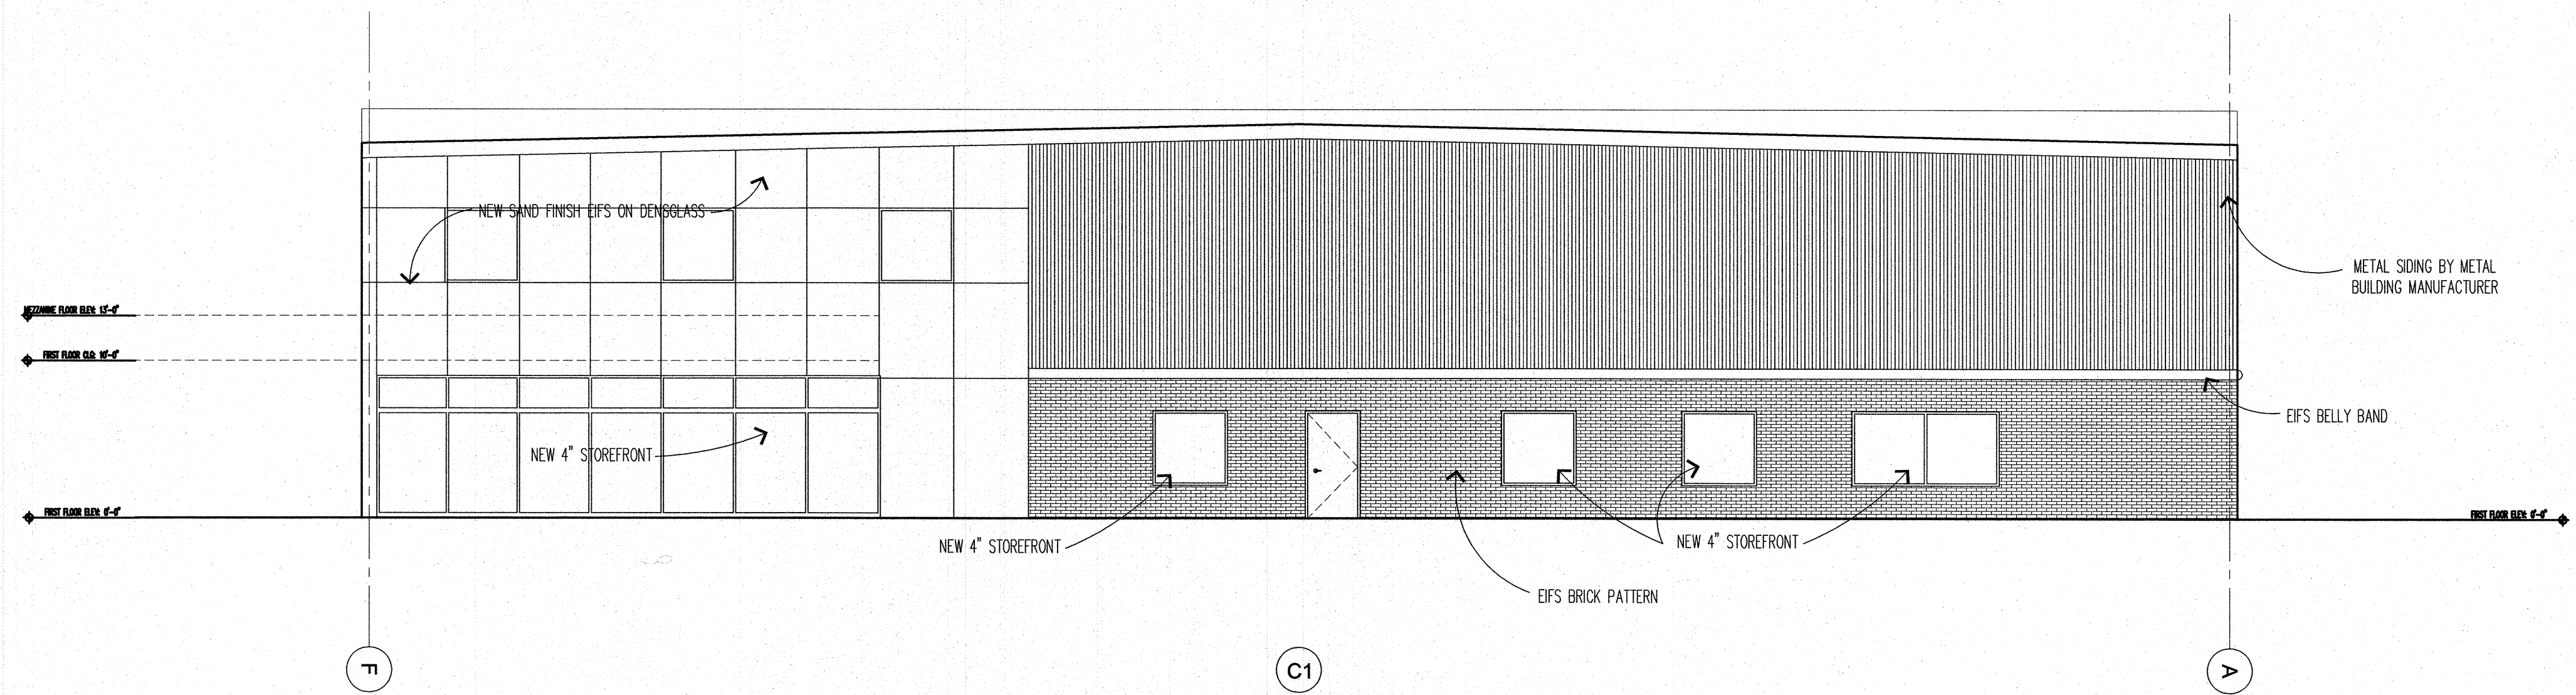 NEW SAND FINISH EIFS ON DENSGLASS
METAL SIDING BY METAL
BUILDING MANUFACTURER
MEZZANINE FLOOR ELEV: 13'-0"
FIRST FLOOR CLG: 10'-0"
EIFS BELLY BAND
NEW 4" STOREFRONT
FIRST FLOOR ELEV: 0'-0"
FIRST FLOOR ELEV: 0'-0"
NEW 4" STOREFRONT
NEW 4" STOREFRONT
EIFS BRICK PATTERN
F
C1
A